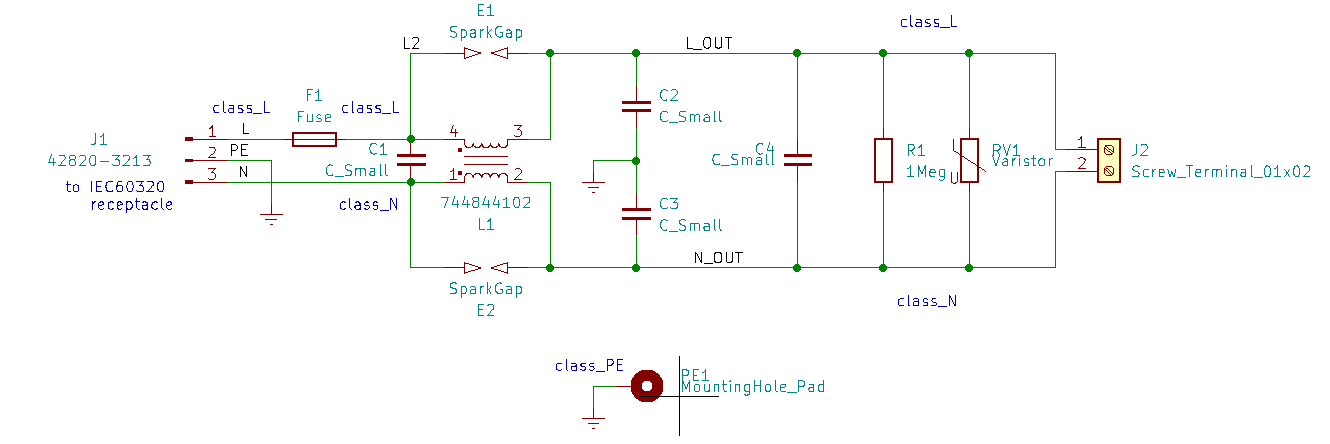 class_L
E1
SparkGap
L2
L_OUT
class_L
F1
class_L
Fuse
C2
C_Small
J1
42820-3213
1
L
2
PE
3
N
4
3
C1
C_Small
1
2
C4
C_Small
R1
1Meg
RV1
Varistor
U
1
2
J2
Screw_Terminal_01x02
to IEC60320
receptacle
class_N
744844102
L1
C3
C_Small
N_OUT
SparkGap
E2
class_N
class_PE
PE1
MountingHole_Pad